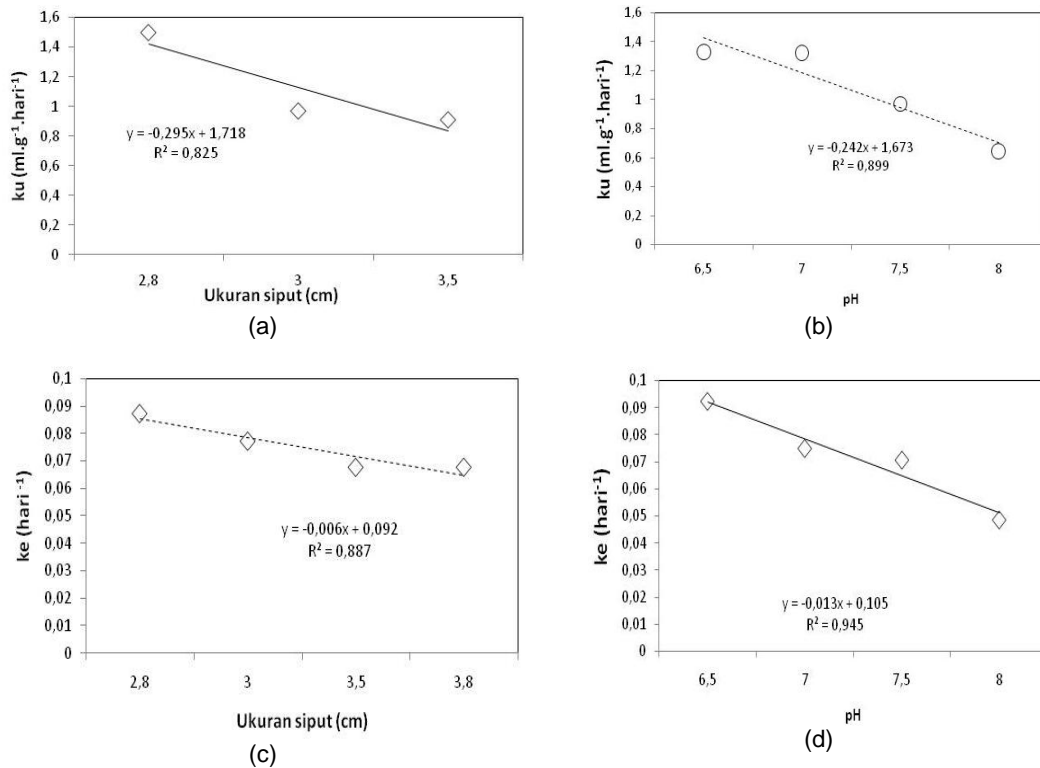 1,6
1,4
1,2
1
0,8
0,6
0,4
0,2
0
ku (ml.g⁻¹.hari⁻¹)
y = -0,295x + 1,718
R² = 0,825
2,8 3 3,5
Ukuran siput (cm)
(a)
1,6
1,4
1,2
1
0,8
0,6
0,4
0,2
0
ku (ml.g⁻¹.hari⁻¹)
y = -0,242x + 1,673
R² = 0,899
6,5 7 7,5 8
pH
(b)
0,1
0,09
0,08
0,07
0,06
0,05
0,04
0,03
0,02
0,01
0
ke (hari ⁻¹)
y = -0,006x + 0,092
R² = 0,887
2,8 3 3,5 3,8
Ukuran siput (cm)
(c)
0,1
0,09
0,08
0,07
0,06
0,05
0,04
0,03
0,02
0,01
0
ke (hari⁻¹)
y = -0,013x + 0,105
R² = 0,945
6,5 7 7,5 8
pH
(d)